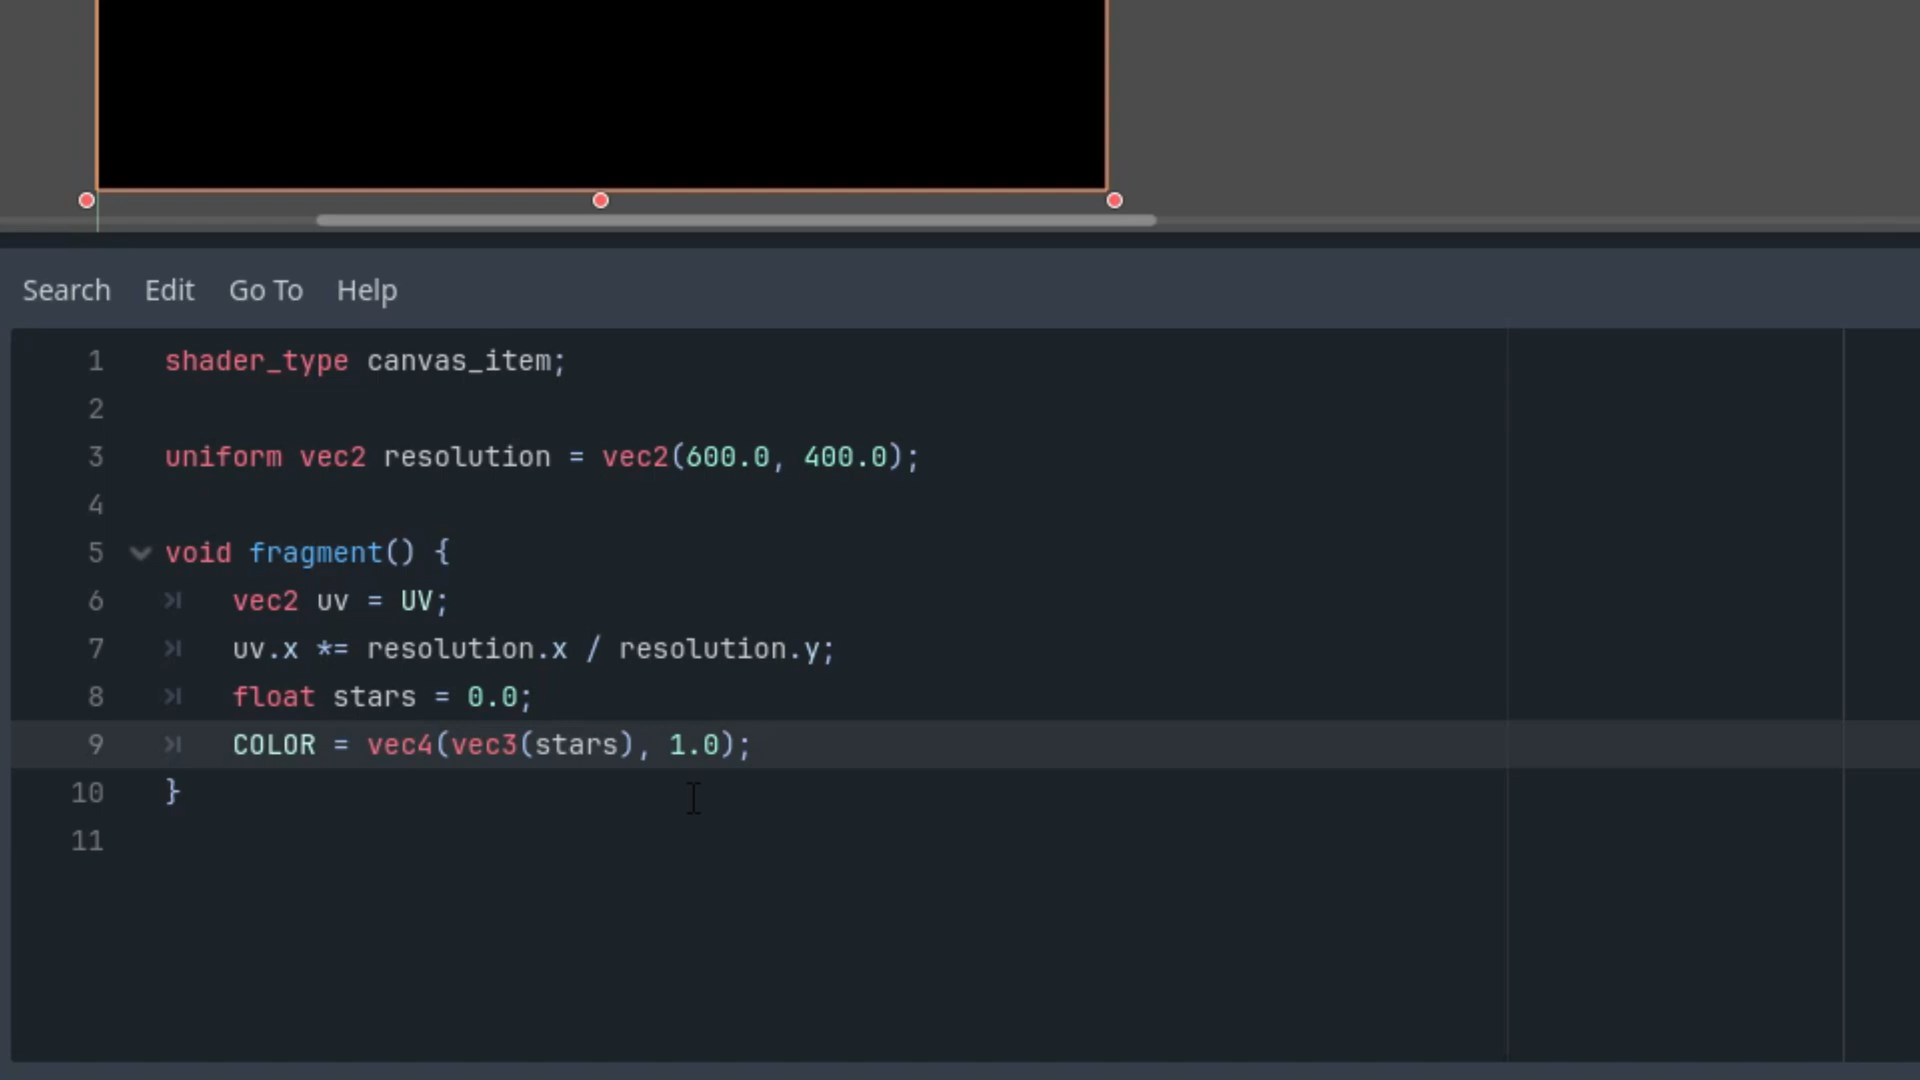 Search Edit Go To Help
1 shader_type canvas_item;
2
3 uniform vec2 resolution = vec2(600.0, 400.0);
4
5 void fragment() {
6 vec2 uv = UV;
7 uv.x *= resolution.x / resolution.y;
8 float stars = 0.0;
9 COLOR = vec4(vec3(stars), 1.0);
10 }
11